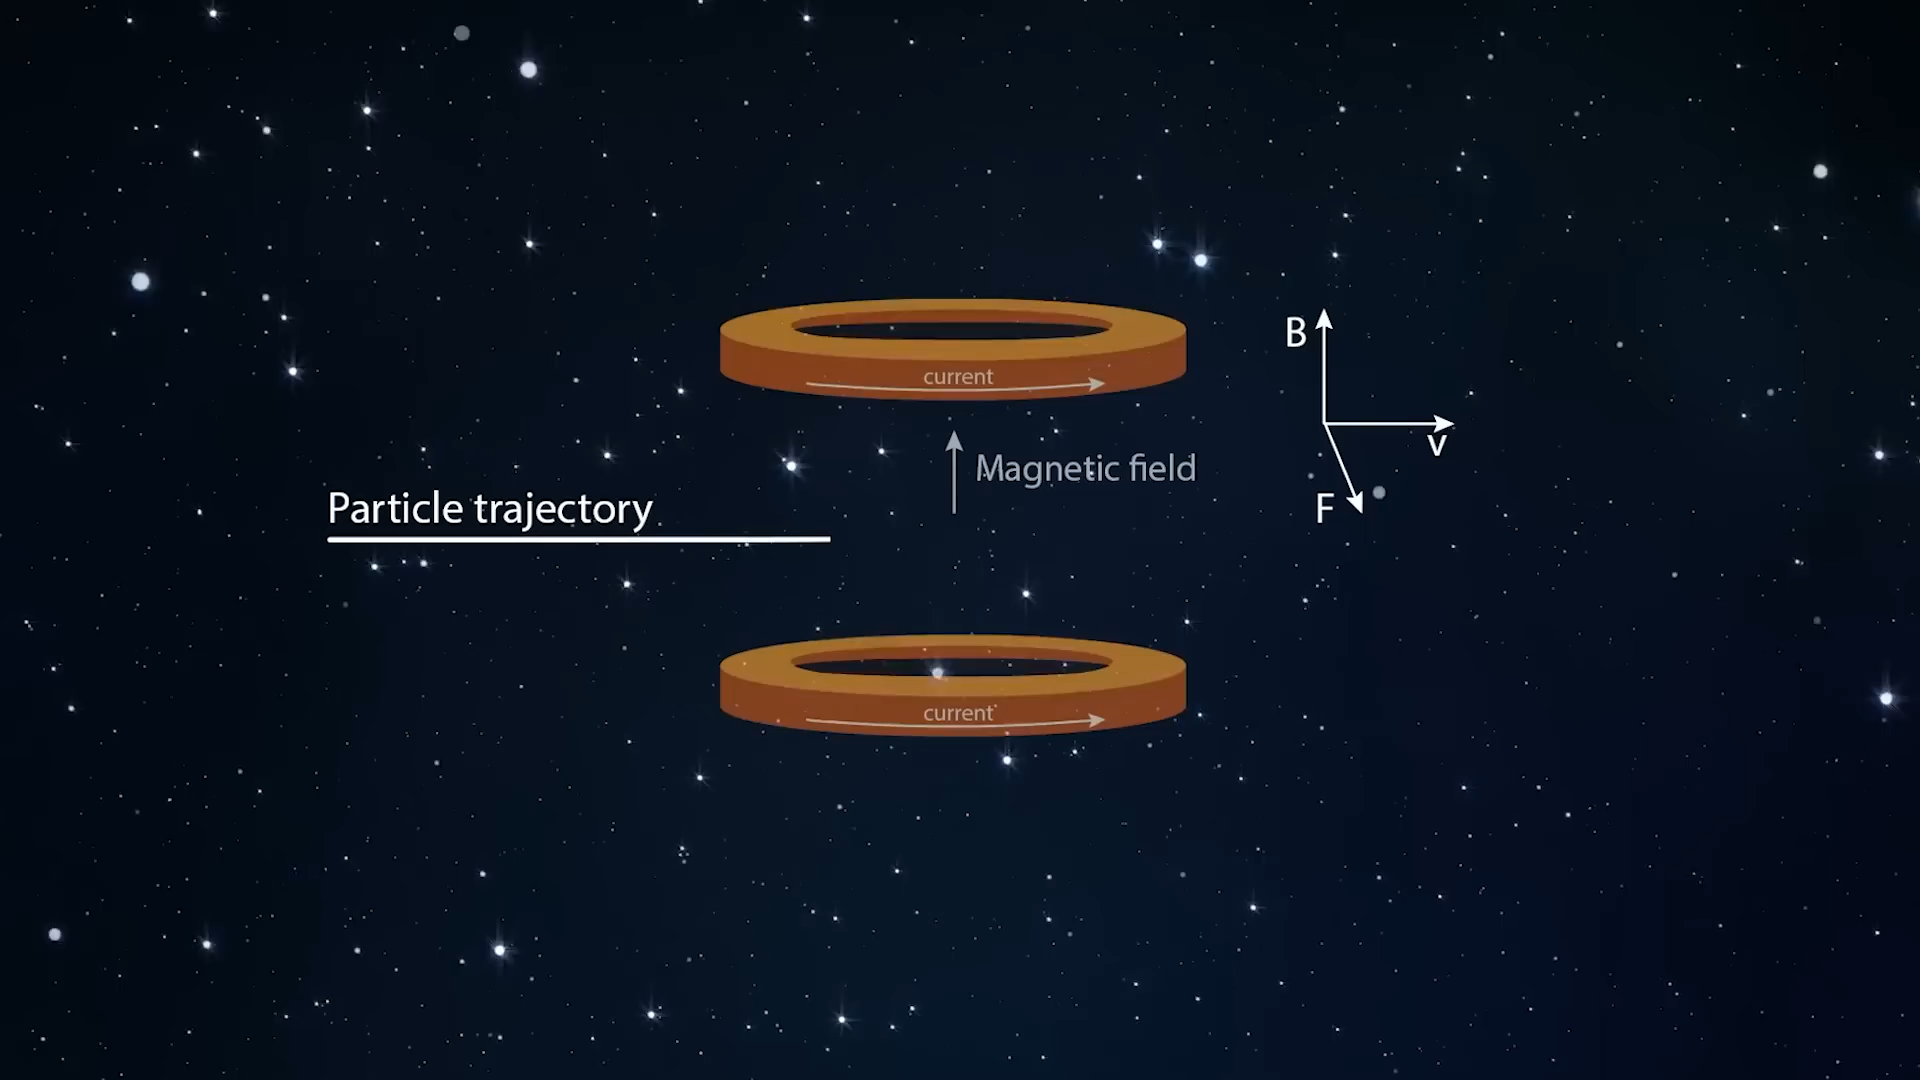 current
B
Magnetic field
v
Particle trajectory
F
current